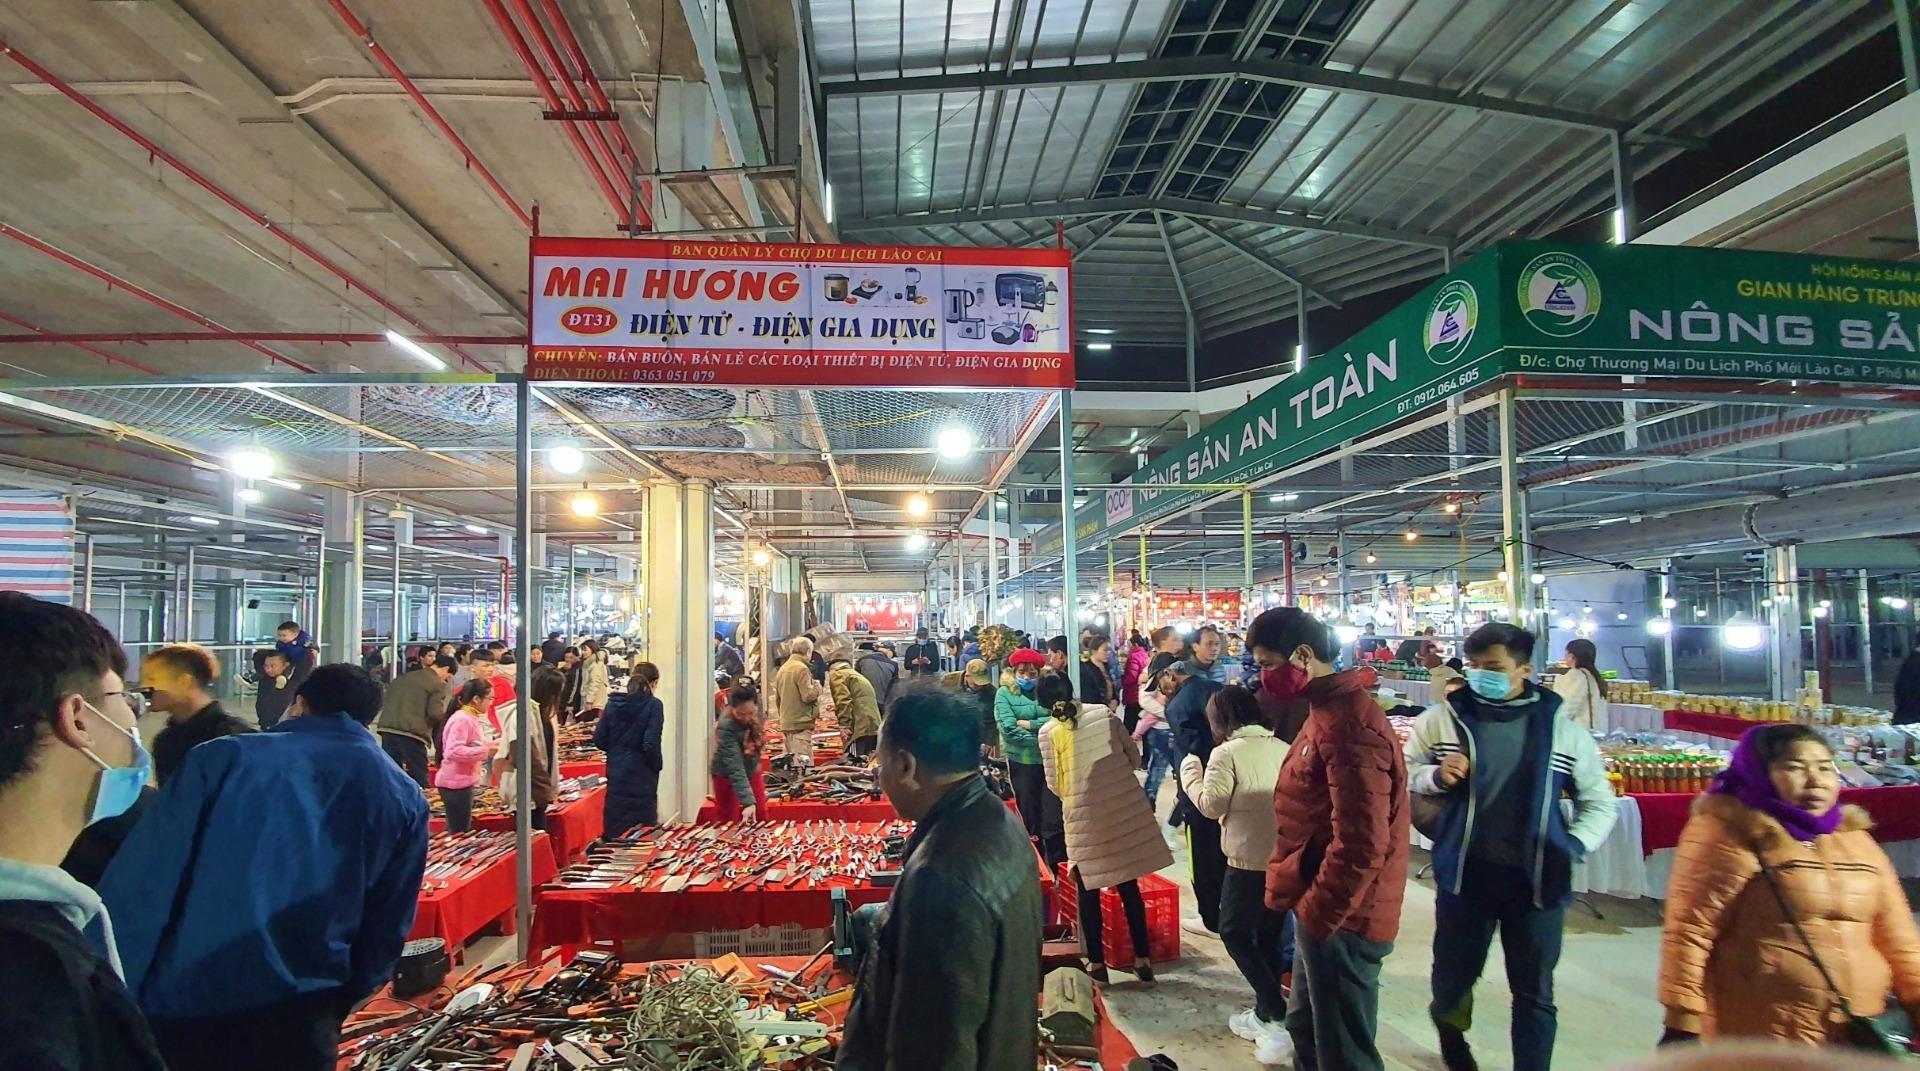 BAN QUẢN LÝ CHỢ DU LỊCH LÀO CAI
MAI HƯƠNG
ĐT31 ĐIỆN TỬ - ĐIỆN GIA DỤNG
CHUYÊN: BÁN BUÔN, BÁN LẺ CÁC LOẠI THIẾT BỊ ĐIỆN TỬ, ĐIỆN GIA DỤNG
ĐIỆN THOẠI: 0363 051 079
OCOP
NÔNG SẢN AN TOÀN
ĐT: 0912.064.605
HỘI NÔNG SẢN
GIAN HÀNG
NÔNG
Đ/c: Chợ Thương Mại Du Lịch Phố Mới Lào Cai, P. Phố